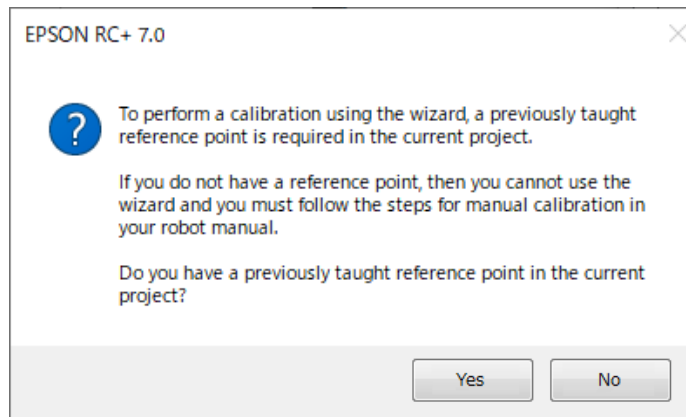 EPSON RC+ 7.0
To perform a calibration using the wizard, a previously taught
reference point is required in the current project.
If you do not have a reference point, then you cannot use the
wizard and you must follow the steps for manual calibration in
your robot manual.
Do you have a previously taught reference point in the current
project?
Yes
No